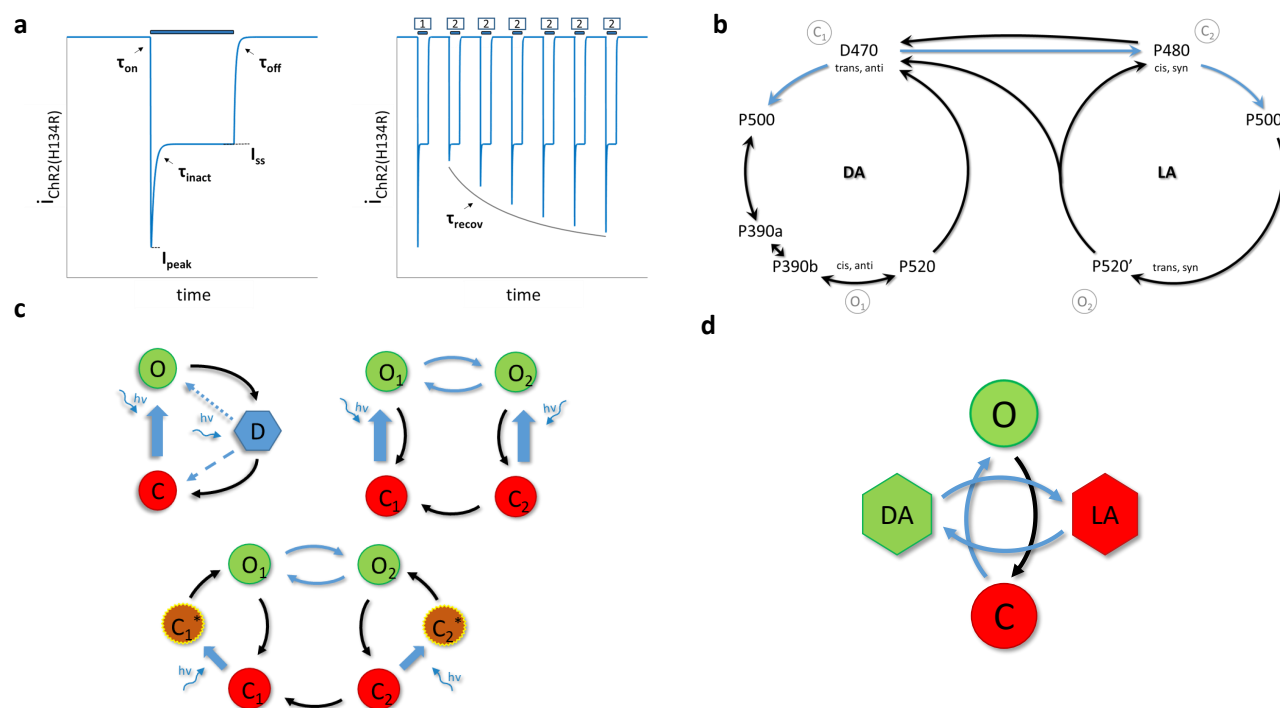 a
1 2 2 2 2 2 2
τon
τoff
τinact
Iss
Ipeak
iChR2(H134R)
time
τrecov
iChR2(H134R)
time
b
C1
C2
D470
trans, anti
P480
cis, syn
P500
P500
DA
LA
P390a
P390b
cis, anti
P520
P520’
trans, syn
O1
O2
c
O
hv
hv
D
C
O1
O2
hv
hv
C1
C2
O1
O2
C1*
C2*
hv
hv
C1
C2
d
O
DA
LA
C